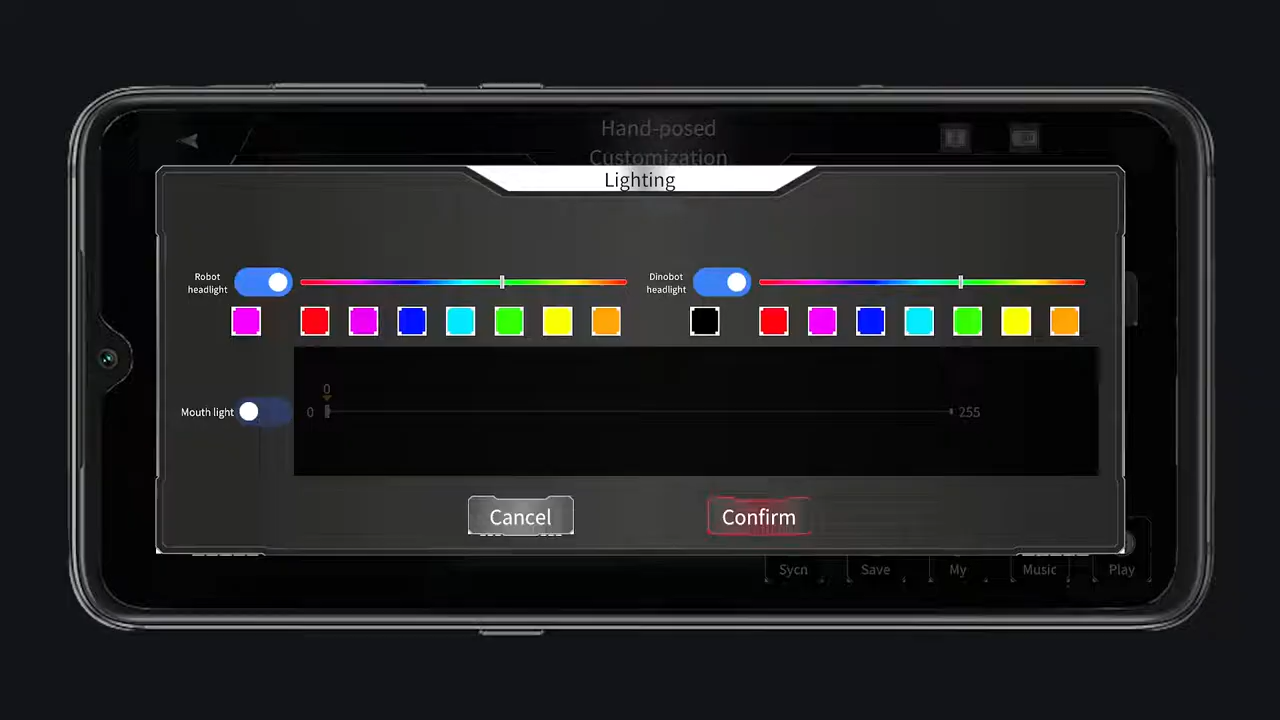 Hand-posed
Customization
Lighting
Robot
headlight
Dinobot
headlight
Mouth light
0
0
255
Cancel
Confirm
Sycn
Save
My
Music
Play